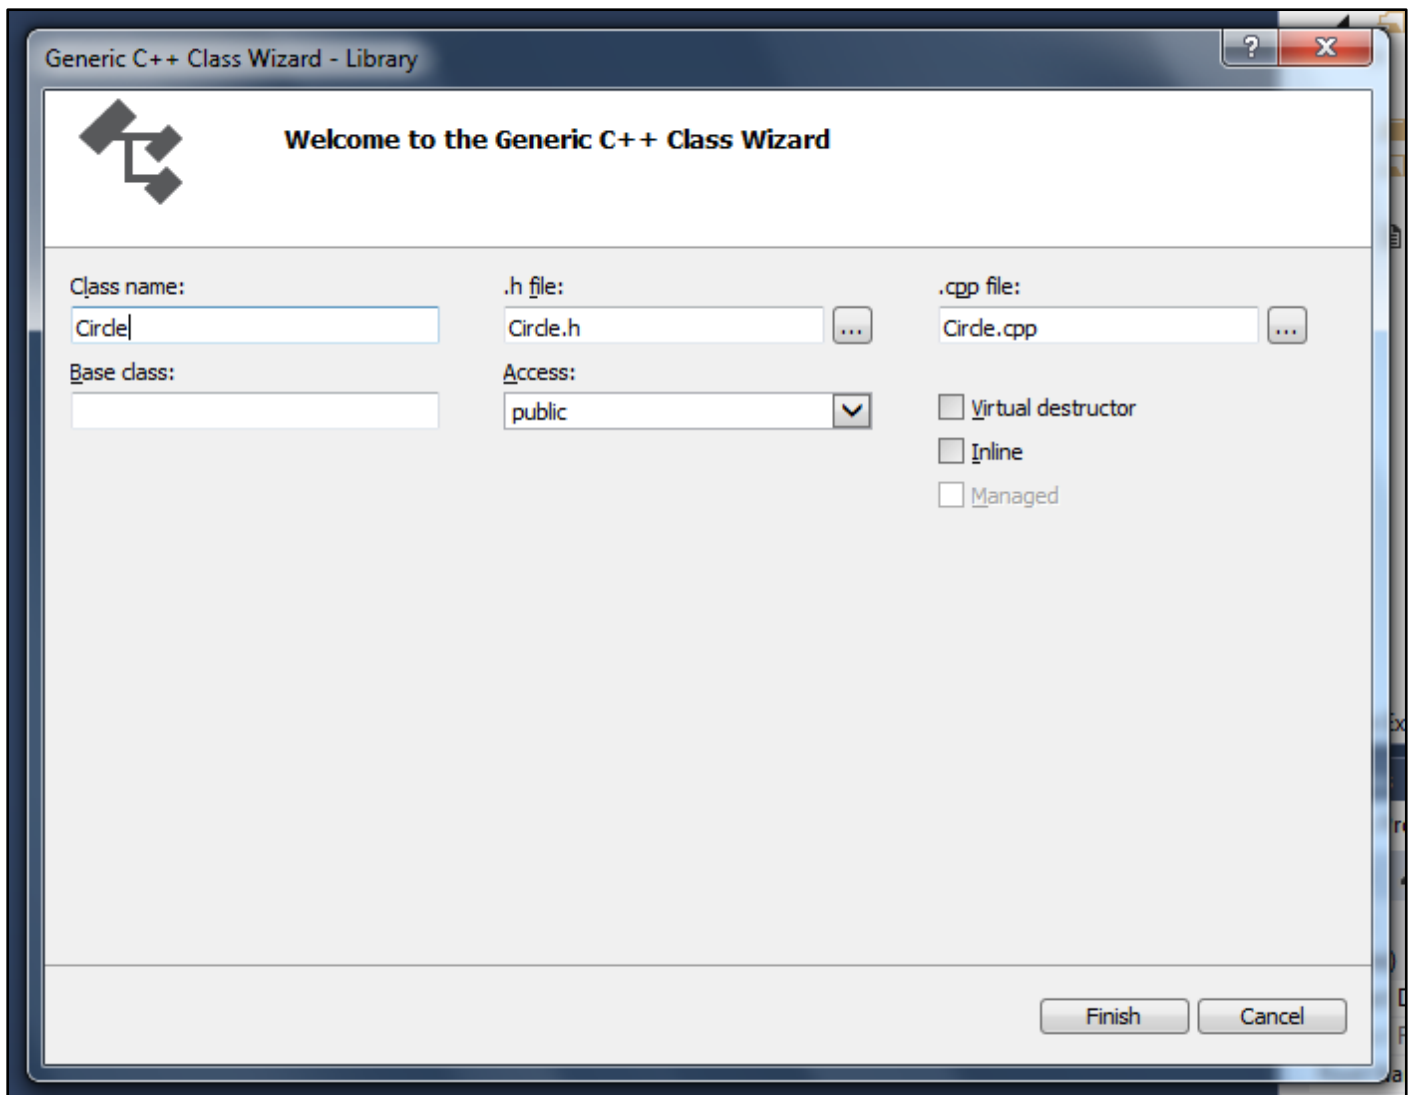 Generic C++ Class Wizard - Library
?
Welcome to the Generic C++ Class Wizard
Class name:
.h file:
.cpp file:
Circle
Circle.h
...
Circle.cpp
...
Base class:
Access:
public
Virtual destructor
Inline
Managed
Finish
Cancel